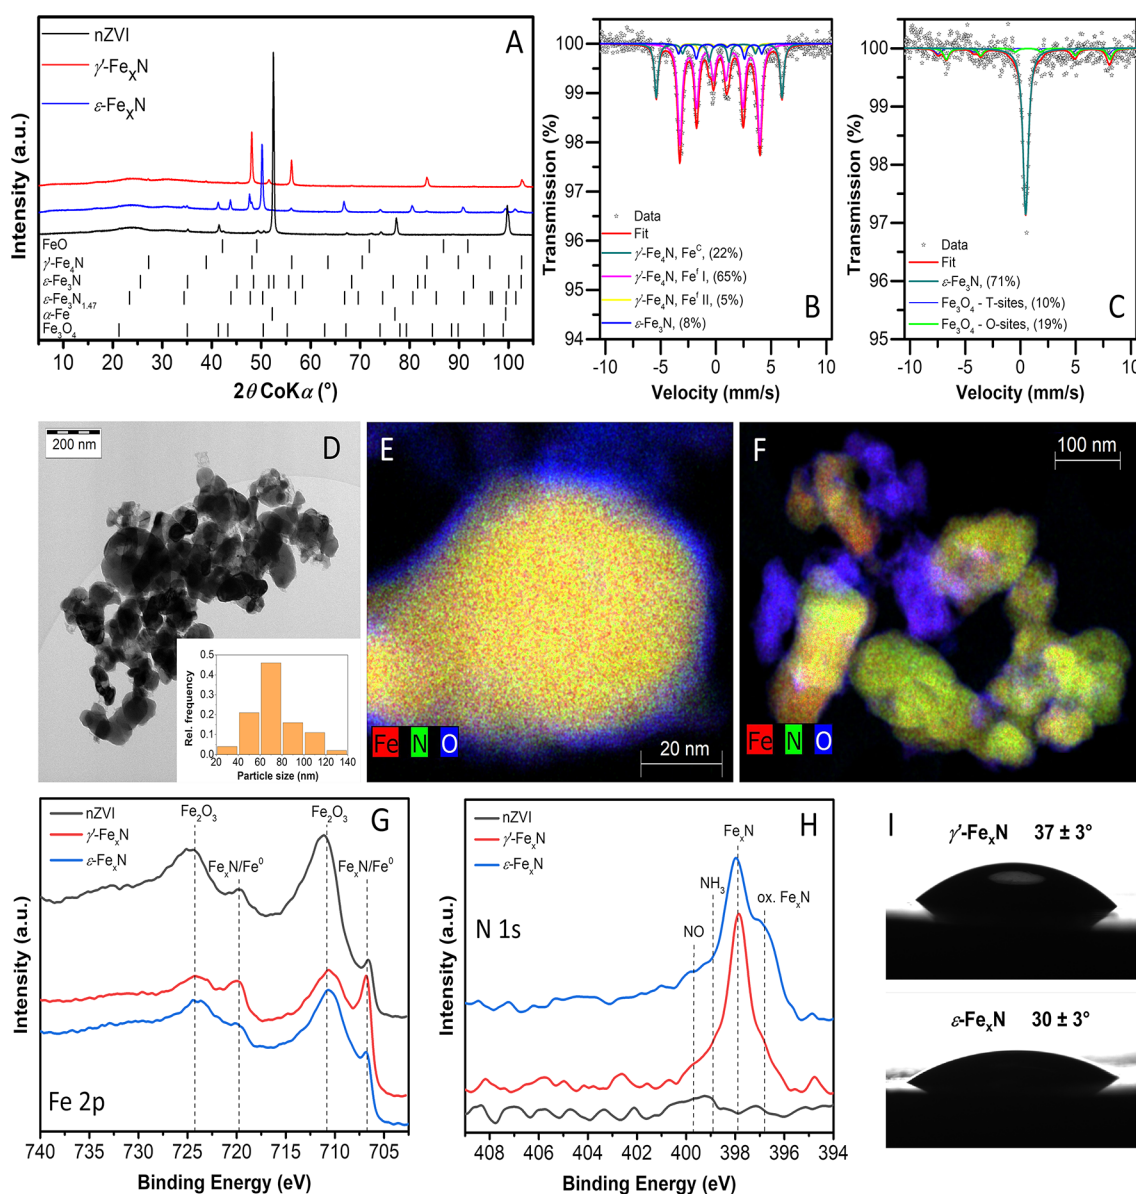 A
nZVI
γ′-FeₓN
ε-FeₓN
Intensity (a.u.)
FeO
γ′-Fe₄N
ε-Fe₃N
ε-Fe₃N₁.₄₇
α-Fe
Fe₃O₄
10 20 30 40 50 60 70 80 90 100
2θ CoKα (°)
B
100
99
98
97
96
95
94
Transmission (%)
Data
Fit
γ′-Fe₄N, Feᶜ, (22%)
γ′-Fe₄N, Feᶠ I, (65%)
γ′-Fe₄N, Feᶠ II, (5%)
ε-Fe₃N, (8%)
-10 -5 0 5 10
Velocity (mm/s)
C
100
99
98
97
96
95
Transmission (%)
Data
Fit
ε-Fe₃N, (71%)
Fe₃O₄ - T-sites, (10%)
Fe₃O₄ - O-sites, (19%)
-10 -5 0 5 10
Velocity (mm/s)
200 nm
D
0.5
0.4
0.3
0.2
0.1
0.0
Rel. frequency
20 40 60 80 100 120 140
Particle size (nm)
E
Fe N O
20 nm
F
100 nm
Fe N O
G
nZVI
γ′-FeₓN
ε-FeₓN
Fe₂O₃
Fe₂O₃
FeₓN/Fe⁰
FeₓN/Fe⁰
Intensity (a.u.)
Fe 2p
740 735 730 725 720 715 710 705
Binding Energy (eV)
H
nZVI
γ′-FeₓN
ε-FeₓN
FeₓN
NH₃
ox. FeₓN
NO
N 1s
Intensity (a.u.)
408 406 404 402 400 398 396 394
Binding Energy (eV)
I
γ′-FeₓN 37 ± 3°
ε-FeₓN 30 ± 3°